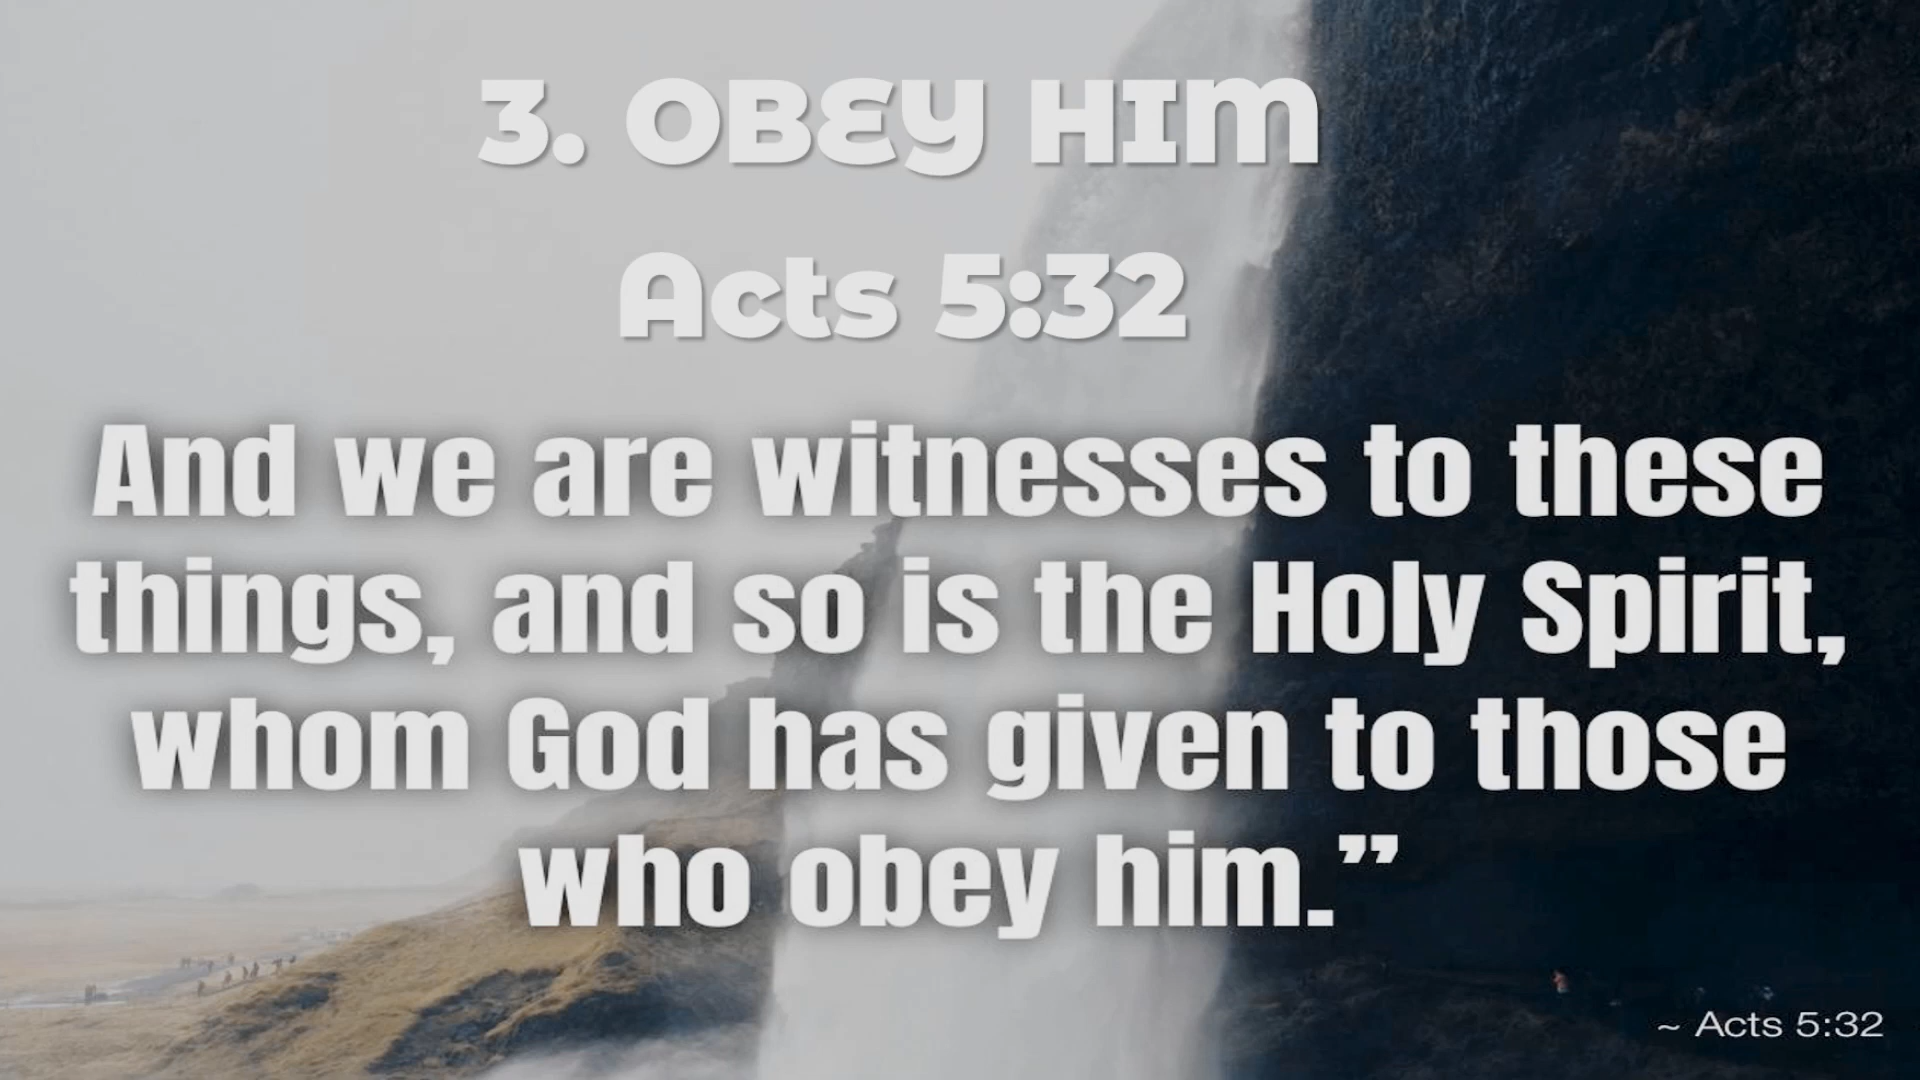 3. OBEY HIM
Acts 5:32
And we are witnesses to these
things, and so is the Holy Spirit,
whom God has given to those
who obey him.”
~ Acts 5:32